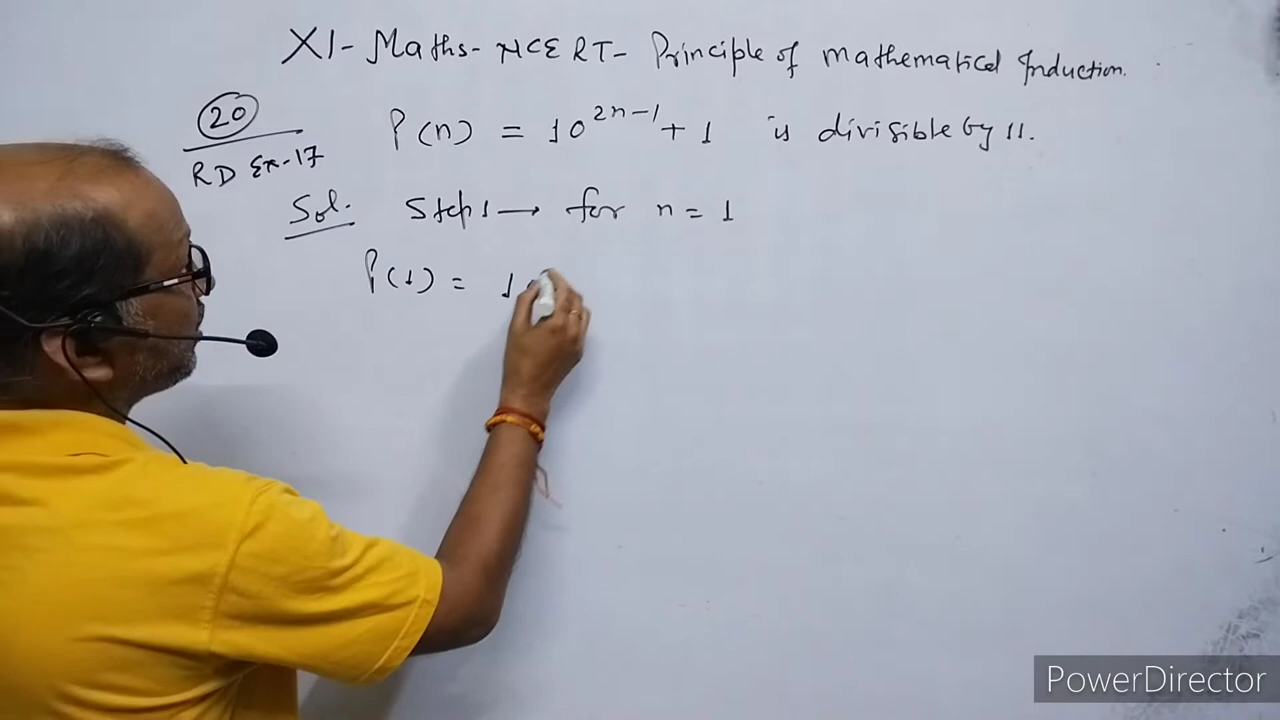 XI- Maths- NCERT- Principle of mathematical Induction.
20 P(n) = 10^{2n-1} + 1 is divisible by 11.
RD Ex-17
Sol. Step 1 → for n = 1
P(1) = 10
PowerDirector